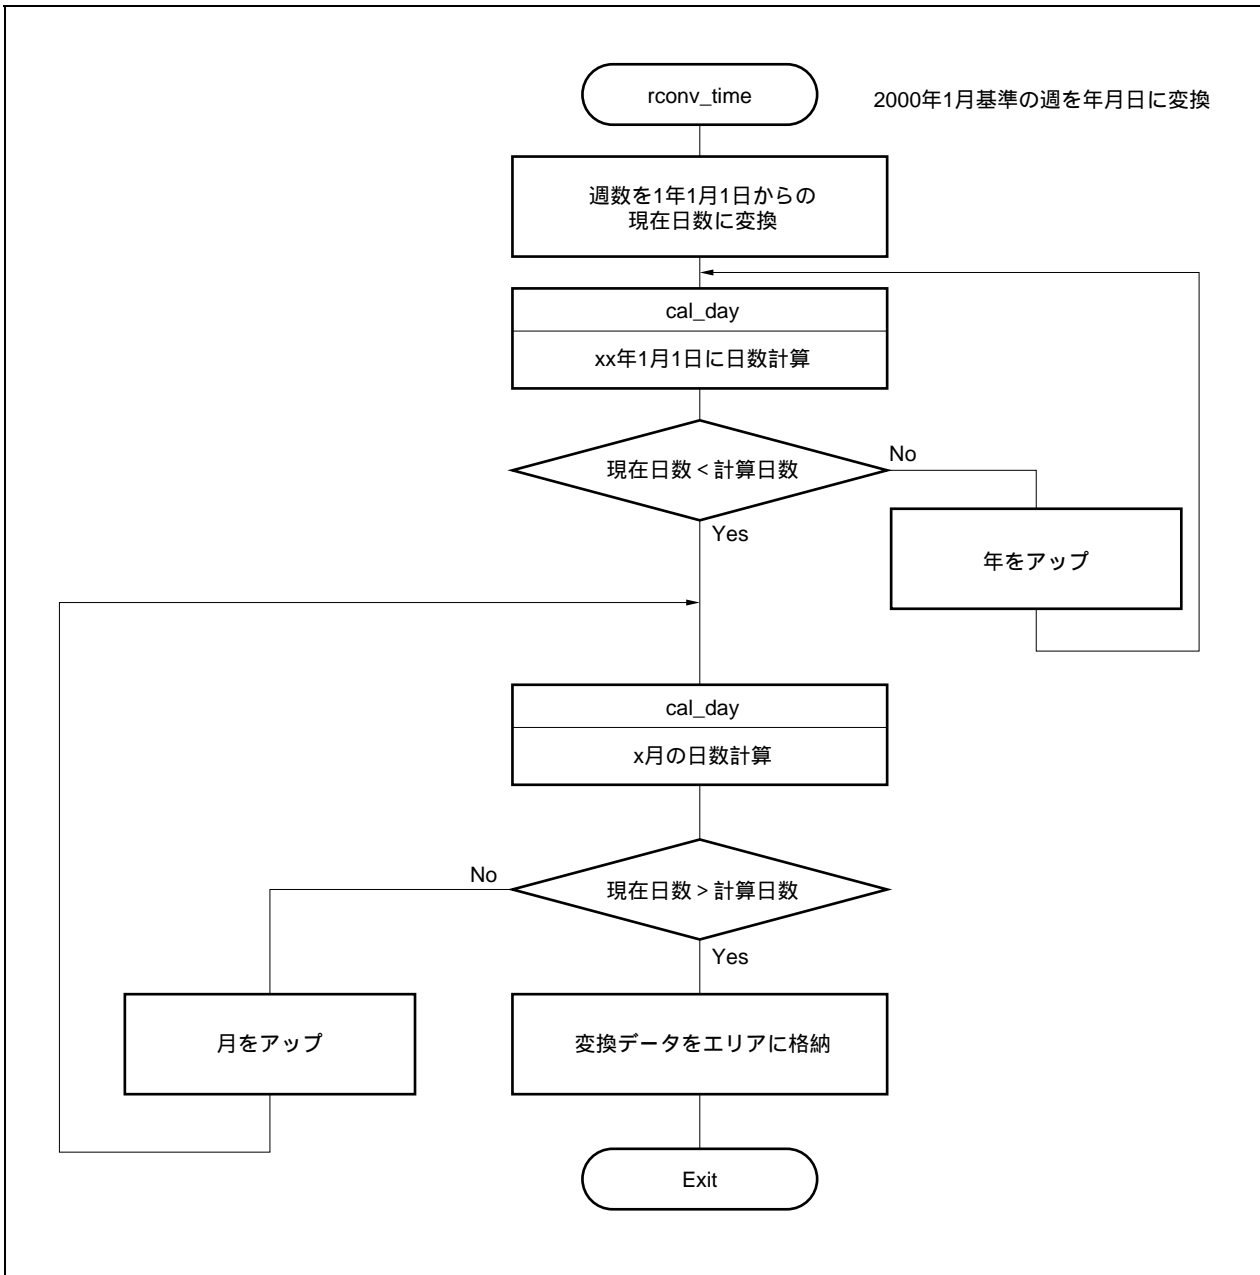 rconv_time
2000年1月基準の週を年月日に変換
週数を1年1月1日からの
現在日数に変換
cal_day
xx年1月1日に日数計算
現在日数＜計算日数
No
Yes
年をアップ
cal_day
x月の日数計算
現在日数＞計算日数
No
Yes
月をアップ
変換データをエリアに格納
Exit